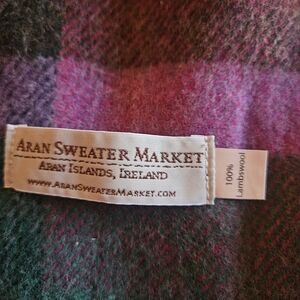 ARAN SWEATER MARKET
ARAN ISLANDS, IRELAND
WWW.ARANSWEATERMARKET.COM
100%
Lambswool